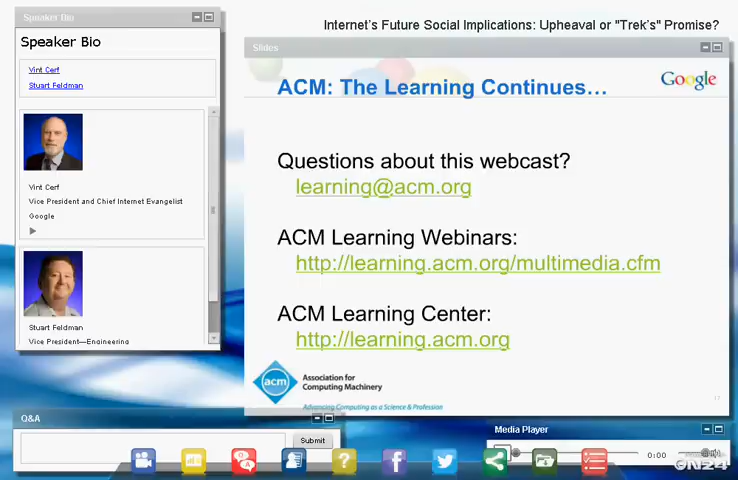 Internet's Future Social Implications: Upheaval or "Trek's" Promise?
Speaker Bio
Speaker Bio
Vint Cerf
Stuart Feldman
Vint Cerf
Vice President and Chief Internet Evangelist
Google
Stuart Feldman
Vice President—Engineering
Slides
ACM: The Learning Continues...
Google
Questions about this webcast?
learning@acm.org
ACM Learning Webinars:
http://learning.acm.org/multimedia.cfm
ACM Learning Center:
http://learning.acm.org
acm
Association for
Computing Machinery
Advancing Computing as a Science & Profession
17
Q&A
Submit
Media Player
0:00
ON24